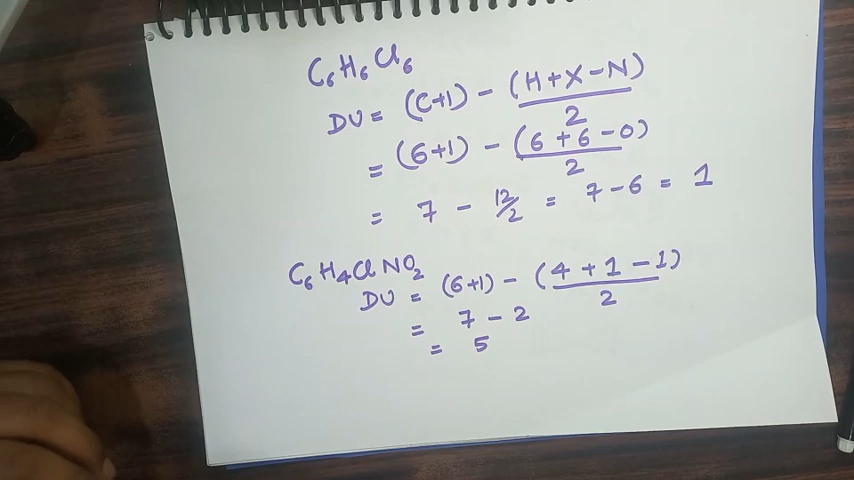 C₆H₆Cl₆
DU = (C+1) - (H+X-N)/2
= (6+1) - (6+6-0)/2
= 7 - 12/2 = 7-6 = 1
C₆H₄ClNO₂
DU = (6+1) - (4+1-1)/2
= 7-2
= 5